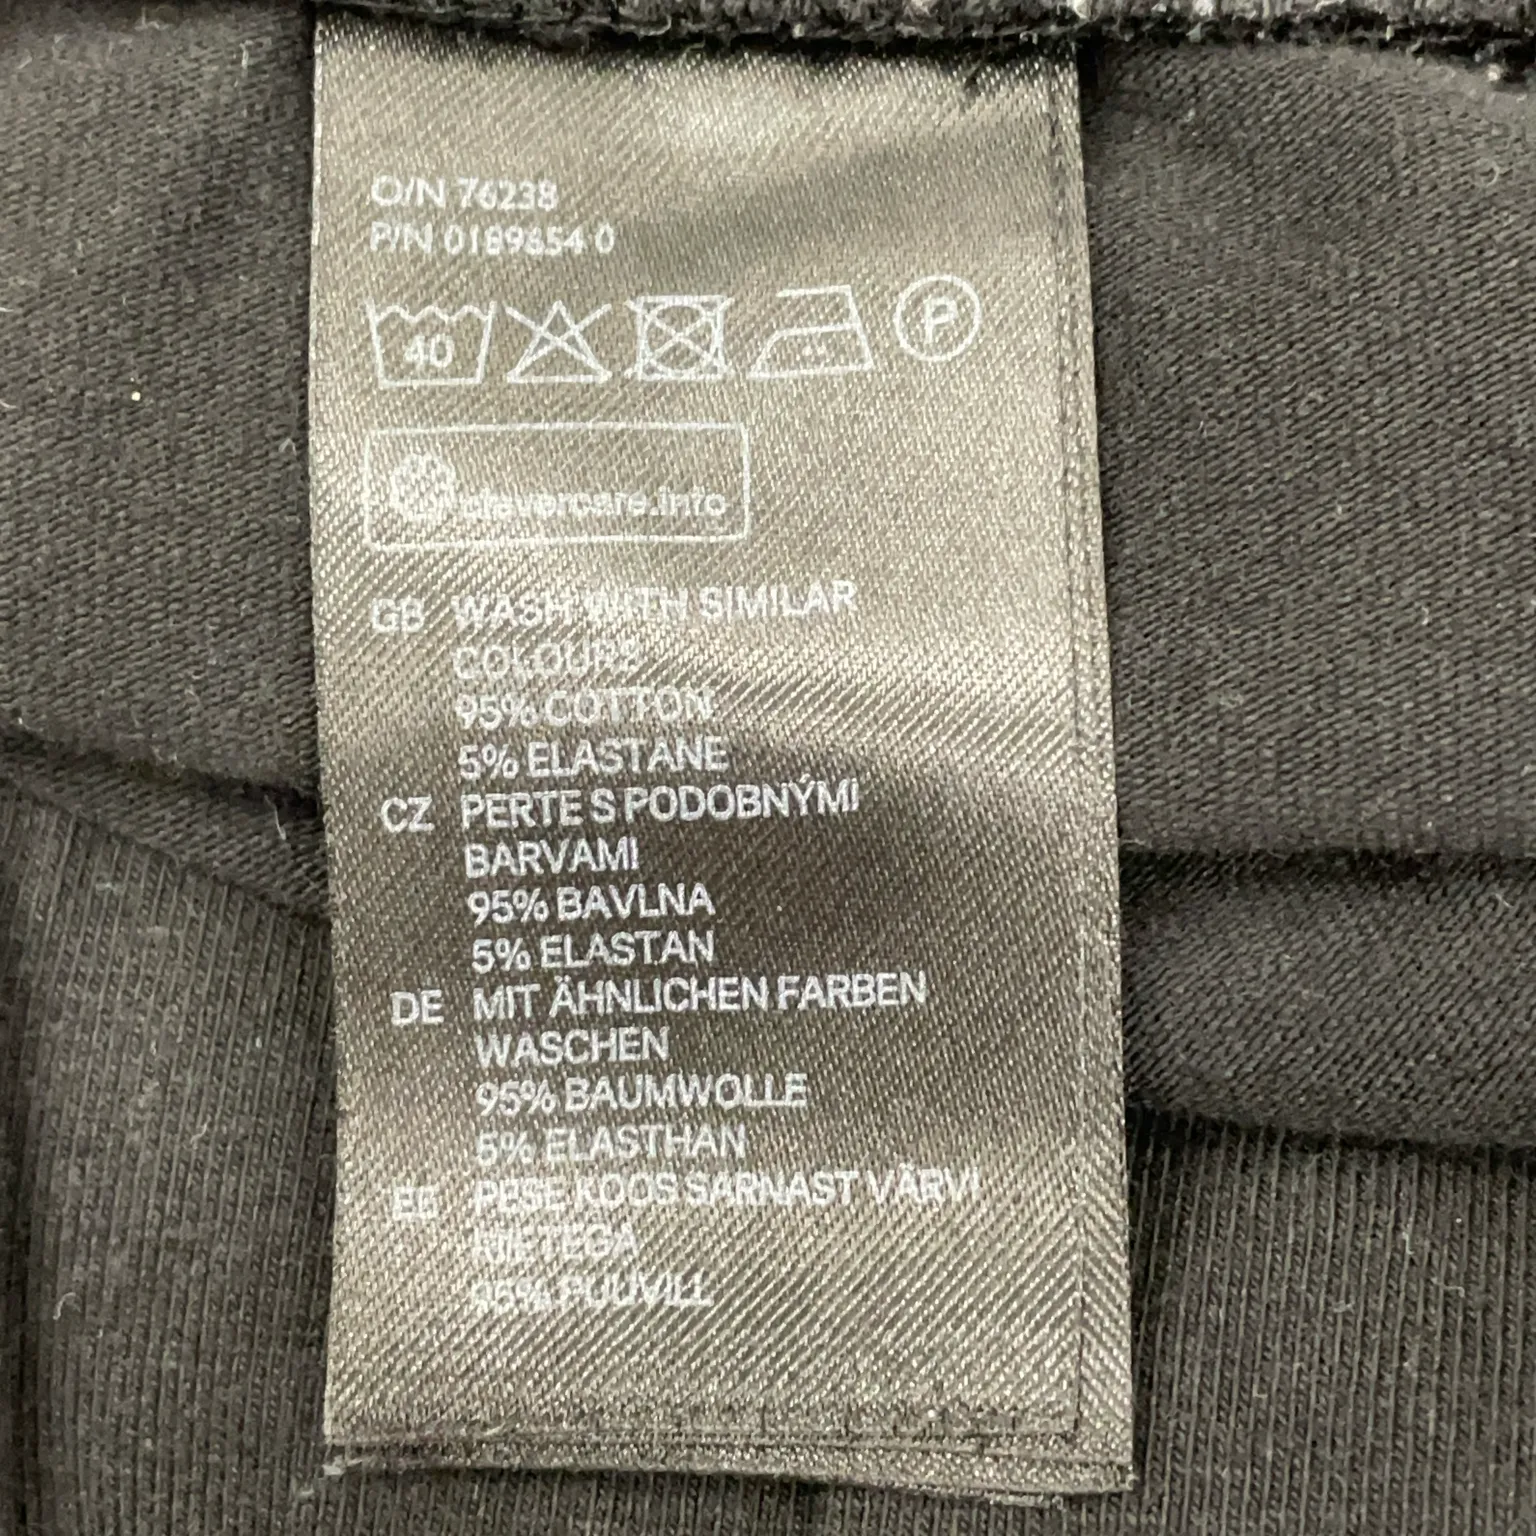 O/N 76238
P/N 0189654 0
40
P
clevercare.info
GB WASH WITH SIMILAR
COLOURS
95% COTTON
5% ELASTANE
CZ PERTE S PODOBNÝMI
BARVAMI
95% BAVLNA
5% ELASTAN
DE MIT ÄHNLICHEN FARBEN
WASCHEN
95% BAUMWOLLE
5% ELASTHAN
EE PESE KOOS SARNAST VÄRVI
RIIETEGA
95% PUUVILL